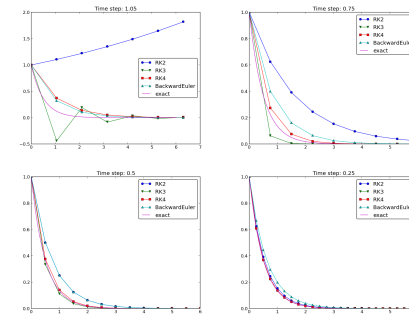 Time step: 1.05
2.0
1.5
1.0
0.5
0.0
−0.5
0 1 2 3 4 5 6 7
RK2
RK3
RK4
BackwardEuler
exact
Time step: 0.75
1.0
0.8
0.6
0.4
0.2
0.0
0 1 2 3 4 5
RK2
RK3
RK4
BackwardEuler
exact
Time step: 0.5
1.0
0.8
0.6
0.4
0.2
0.0
0 1 2 3 4 5 6
RK2
RK3
RK4
BackwardEuler
exact
Time step: 0.25
1.0
0.8
0.6
0.4
0.2
0.0
0 1 2 3 4 5
RK2
RK3
RK4
BackwardEuler
exact